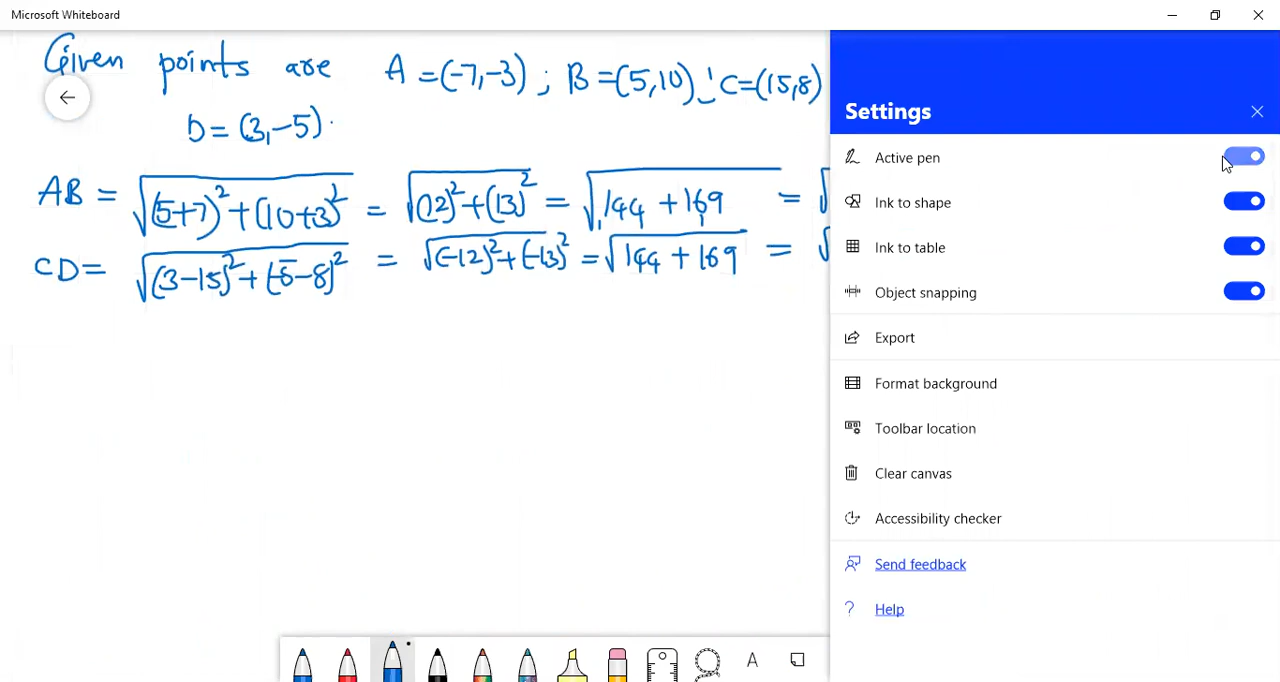 Microsoft Whiteboard
Given points are A = (-7,-3) ; B = (5,10) ; C = (15,8)
D = (3,-5).
AB = √(5+7)² + (10+3)² = √(12)² + (13)² = √144 + 169 = √
CD = √(3-15)² + (-5-8)² = √(-12)² + (-13)² = √144 + 169 = √
Settings
Active pen
Ink to shape
Ink to table
Object snapping
Export
Format background
Toolbar location
Clear canvas
Accessibility checker
Send feedback
? Help
A